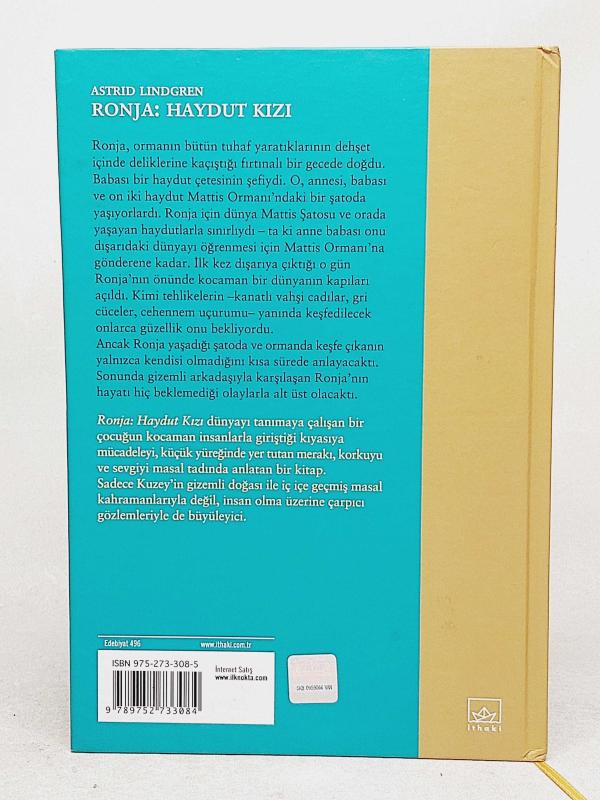 ASTRID LINDGREN
RONJA: HAYDUT KIZI
Ronja, ormanın bütün tuhaf yaratıklarının dehşet
içinde deliklerine kaçıştığı fırtınalı bir gecede doğdu.
Babası bir haydut çetesinin şefiydi. O, annesi, babası
ve on iki haydut Mattis Ormanı'ndaki bir şatoda
yaşıyorlardı. Ronja için dünya Mattis Şatosu ve orada
yaşayan haydutlarla sınırlıydı – ta ki anne babası onu
dışarıdaki dünyayı öğrenmesi için Mattis Ormanı'na
gönderene kadar. İlk kez dışarıya çıktığı o gün
Ronja'nın önünde kocaman bir dünyanın kapıları
açıldı. Kimi tehlikelerin –kanatlı vahşi cadılar, gri
cüceler, cehennem uçurumu– yanında keşfedilecek
onlarca güzellik onu bekliyordu.
Ancak Ronja yaşadığı şatoda ve ormanda keşfe çıkanın
yalnızca kendisi olmadığını kısa sürede anlayacaktı.
Sonunda gizemli arkadaşıyla karşılaşan Ronja'nın
hayatı hiç beklemediği olaylarla alt üst olacaktı.
Ronja: Haydut Kızı dünyayı tanımaya çalışan bir
çocuğun kocaman insanlarla giriştiği kıyasıya
mücadeleyi, küçük yüreğinde yer tutan merakı, korkuyu
ve sevgiyi masal tadında anlatan bir kitap.
Sadece Kuzey'in gizemli doğası ile iç içe geçmiş masal
kahramanlarıyla değil, insan olma üzerine çarpıcı
gözlemleriyle de büyüleyici.
Edebiyat 496 www.ithaki.com.tr
ISBN 975-273-308-5
İnternet Satış
www.ilknokta.com
9 789752 733084
ithaki